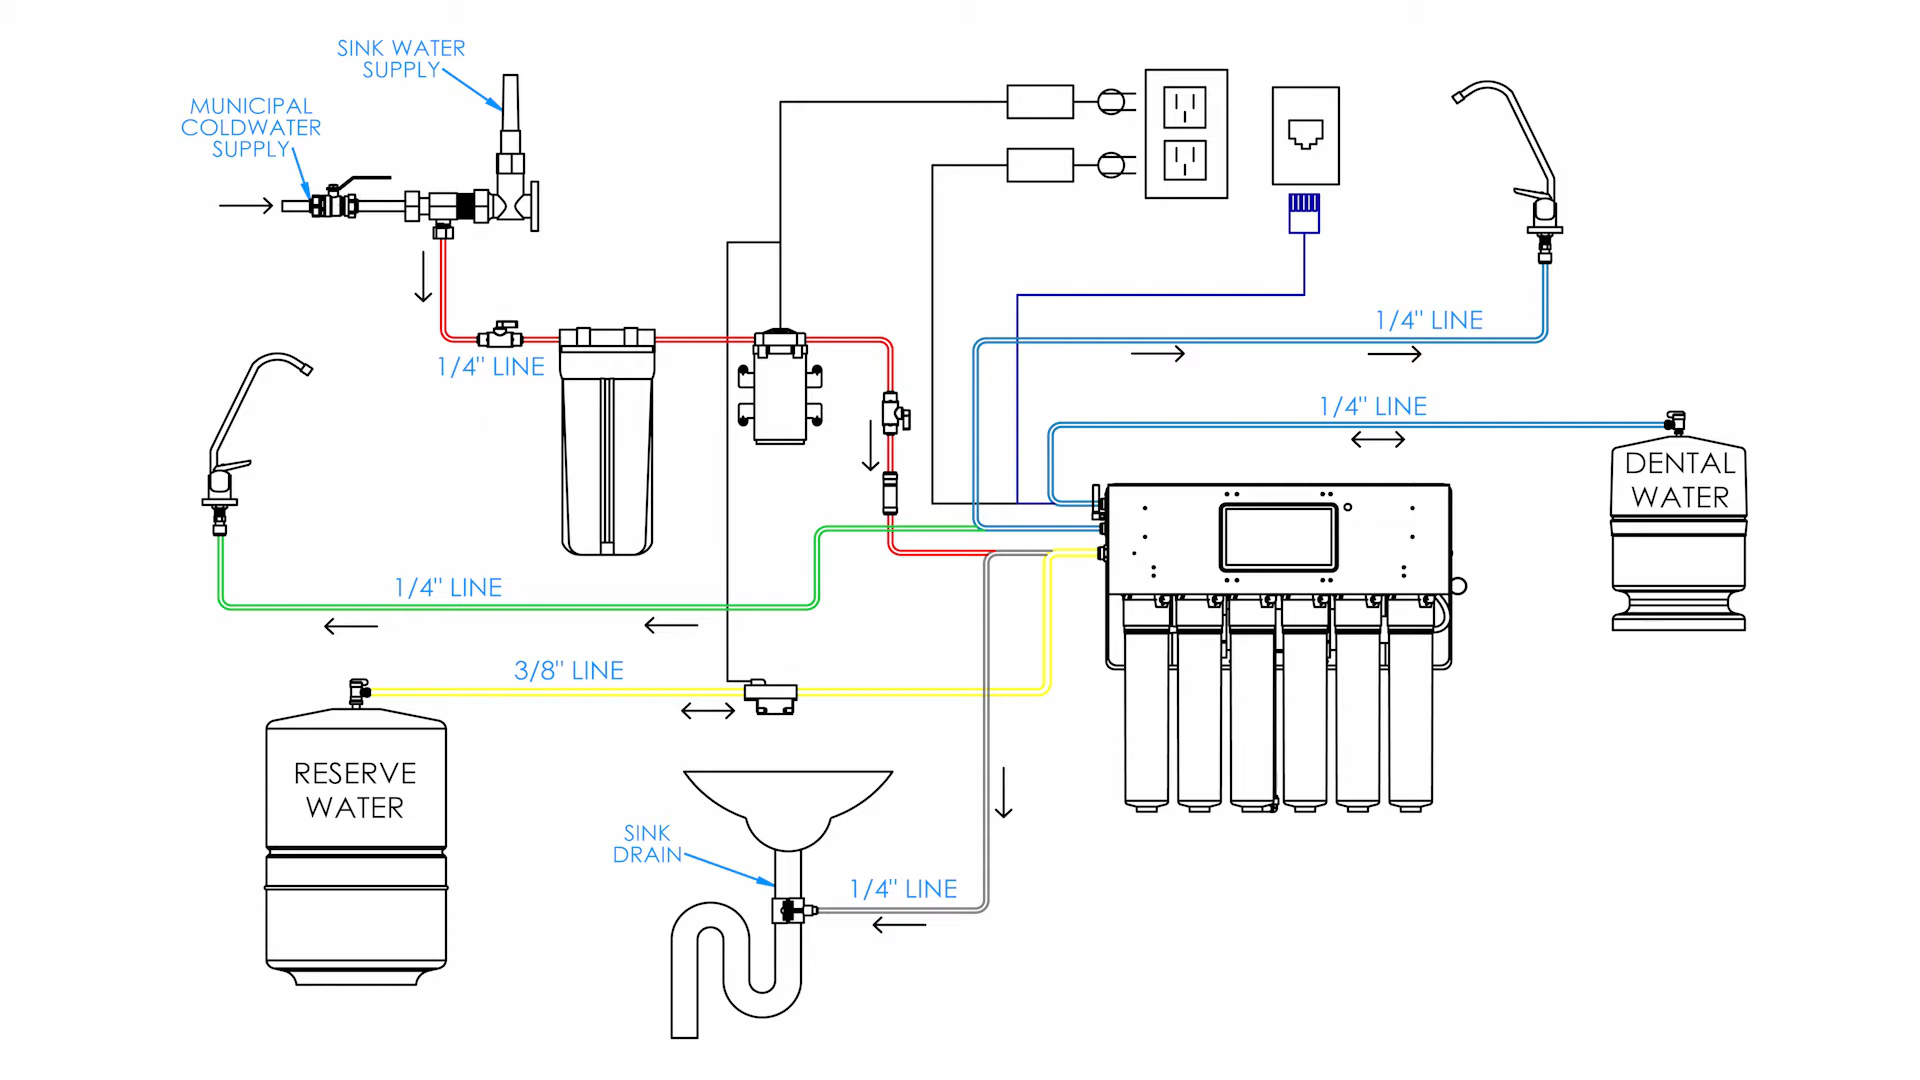 SINK WATER
SUPPLY
MUNICIPAL
COLDWATER
SUPPLY
1/4" LINE
1/4" LINE
1/4" LINE
DENTAL
WATER
1/4" LINE
3/8" LINE
RESERVE
WATER
SINK
DRAIN
1/4" LINE